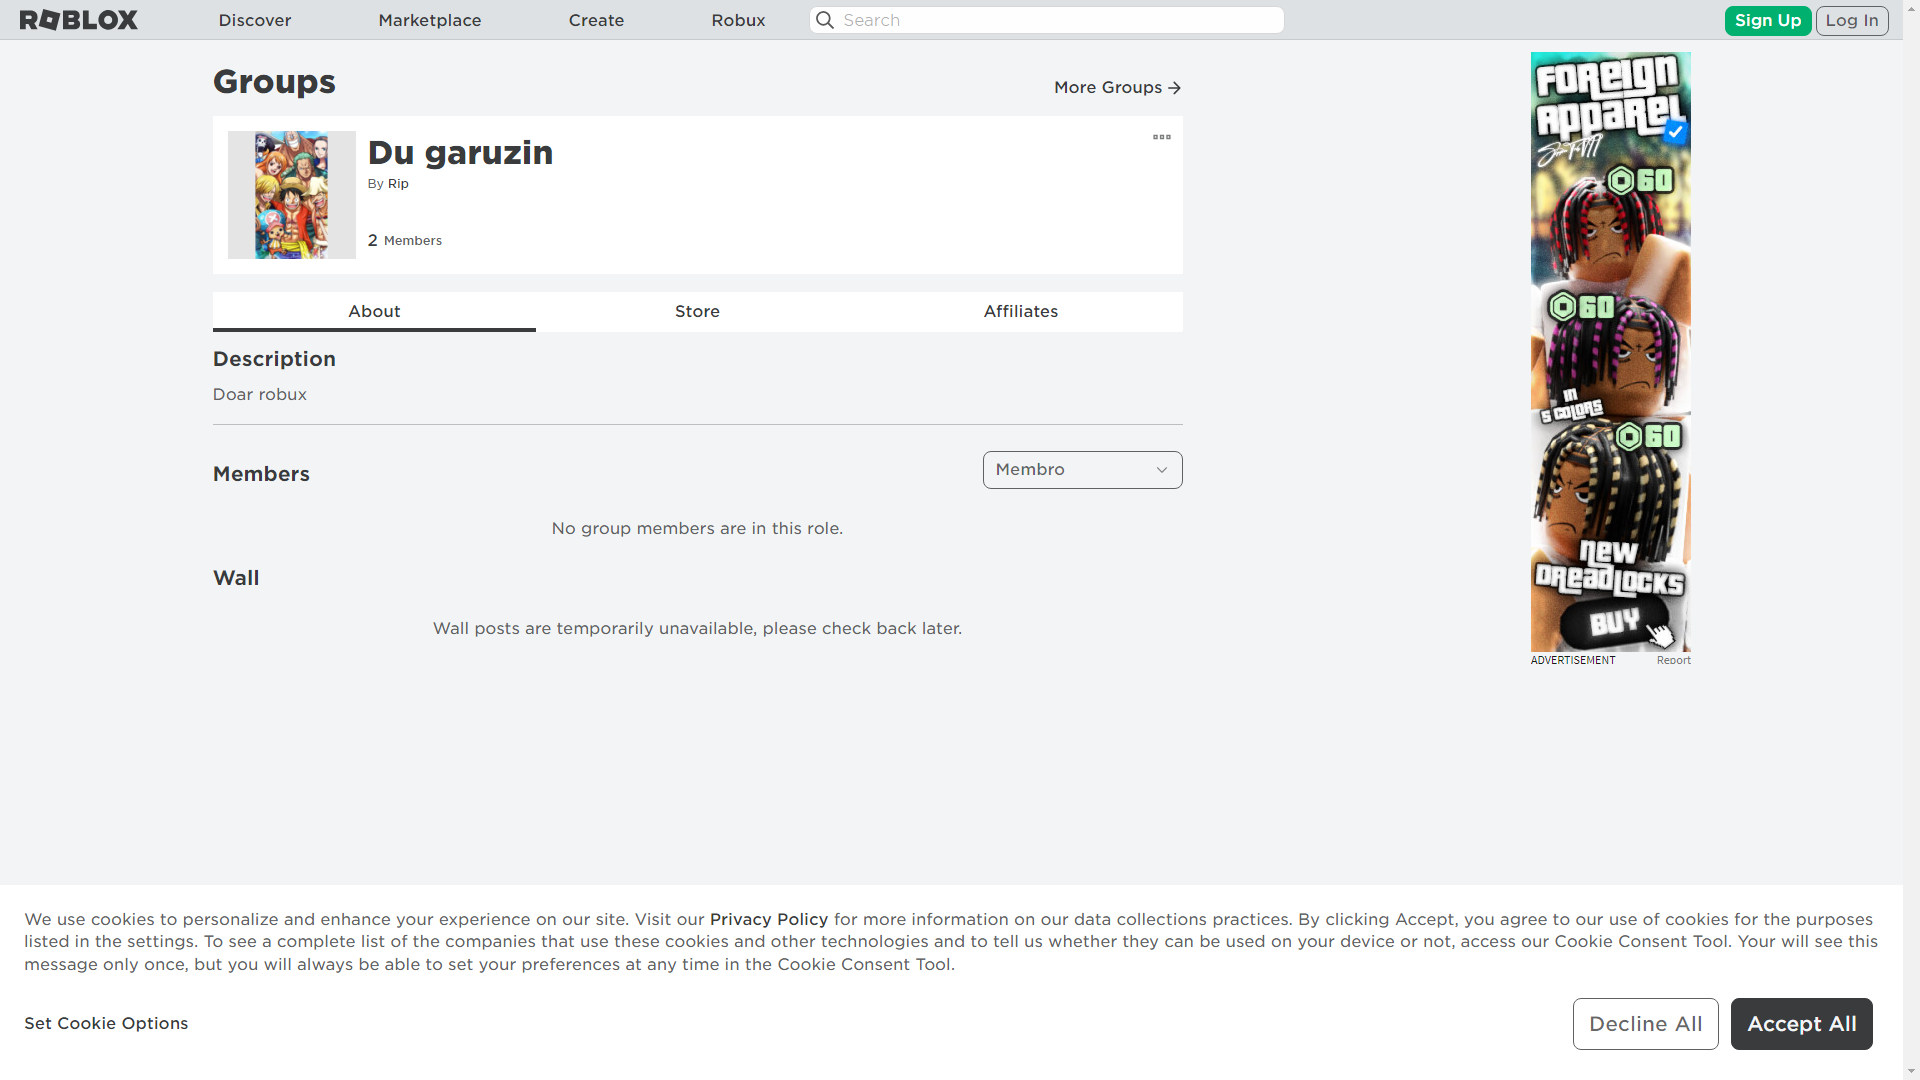 ROBLOX
Discover
Marketplace
Create
Robux
Search
Sign Up
Log In
Groups
More Groups
Du garuzin
By Rip
2 Members
About
Store
Affiliates
Description
Doar robux
Members
Membro
No group members are in this role.
Wall
Wall posts are temporarily unavailable, please check back later.
FOREIGN
APPAREL
60
60
IN
5 COLORS
60
NEW
DREADLOCKS
BUY
ADVERTISEMENT
Report
We use cookies to personalize and enhance your experience on our site. Visit our Privacy Policy for more information on our data collections practices. By clicking Accept, you agree to our use of cookies for the purposes
listed in the settings. To see a complete list of the companies that use these cookies and other technologies and to tell us whether they can be used on your device or not, access our Cookie Consent Tool. Your will see this
message only once, but you will always be able to set your preferences at any time in the Cookie Consent Tool.
Set Cookie Options
Decline All
Accept All